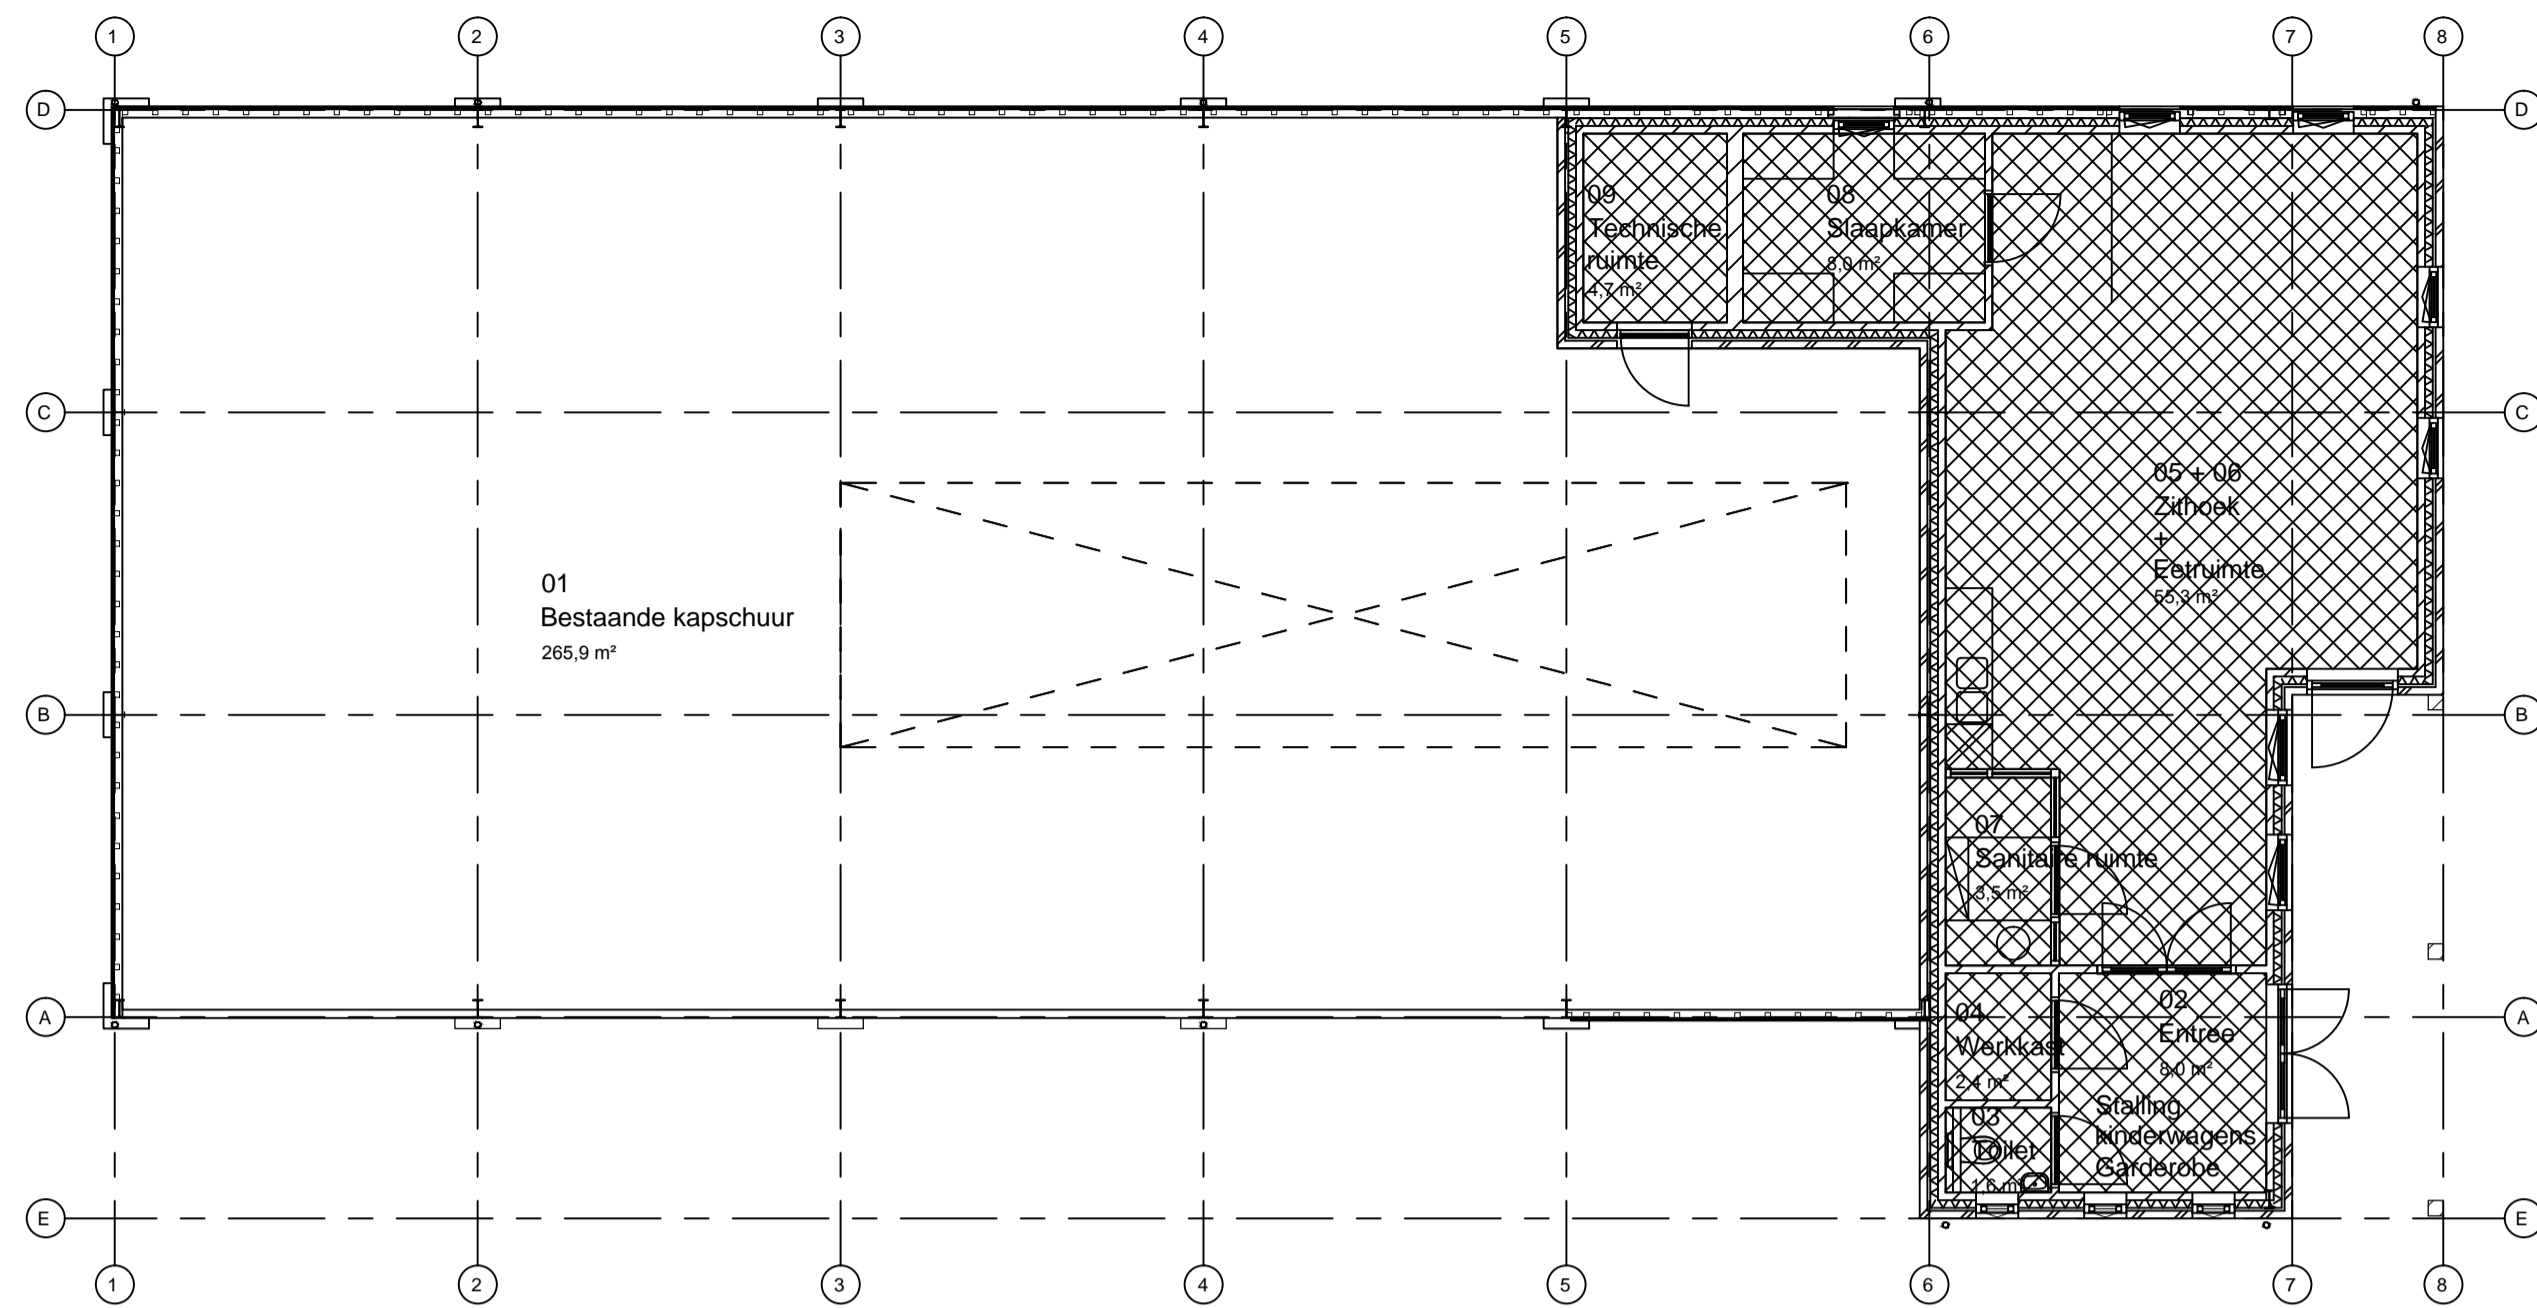 1 2 3 4 5 6 7 8
D D
09
Technische
ruimte
4,7 m²
08
Slaapkamer
8,0 m²
C C
05 + 06
Zithoek
+
Eetruimte
55,3 m²
01
Bestaande kapschuur
265,9 m²
B B
07
Sanitaire ruimte
3,5 m²
A A
04
Werkkast
2,4 m²
02
Entree
8,0 m²
Stalling
kinderwagens
Garderobe
03
Toilet
1,6 m²
E E
1 2 3 4 5 6 7 8